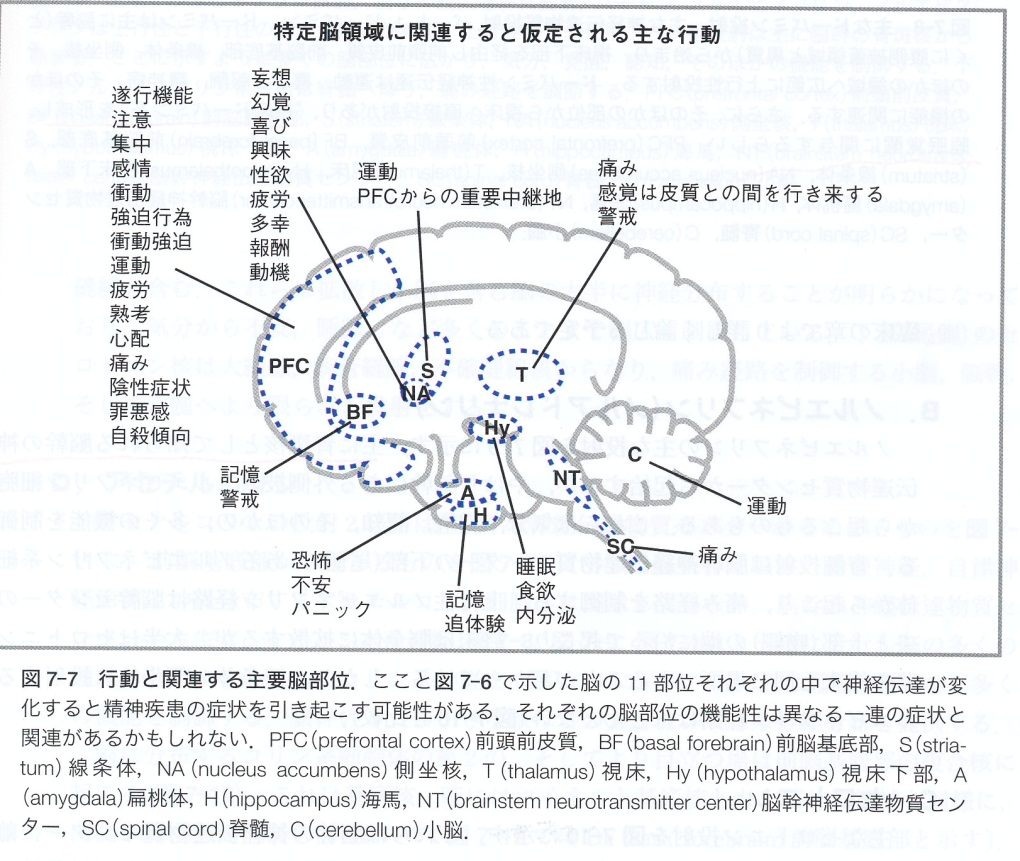 特定脳領域に関連すると仮定される主な行動
遂行機能
注意
集中
感情
衝動
強迫行為
衝動/強迫
運動
疲労
熟考
心配
痛み
陰性症状
罪悪感
自殺傾向
妄想
幻覚
喜び
興味
性欲
疲労
多幸
報酬
動機
運動
PFCからの重要中継地
痛み
感覚は皮質との間を行き来する
警戒
PFC
S
NA
T
BF
Hy
C
NT
A
H
SC
記憶
警戒
運動
痛み
恐怖
不安
パニック
記憶
追体験
睡眠
食欲
内分泌
図7-7 行動と関連する主要脳部位.ここと図7-6で示した脳の11部位それぞれの中の神経伝達が変
化すると精神疾患の症状を引き起こす可能性がある.それぞれの脳部位の機能性は異なる一連の症状と
関連があるかもしれない.PFC(prefrontal cortex)前頭前皮質,BF(basal forebrain)前脳基底部,S(stria-
tum)線条体,NA(nucleus accumbens)側坐核,T(thalamus)視床,Hy(hypothalamus)視床下部,A
(amygdala)扁桃体,H(hippocampus)海馬,NT(brainstem neurotransmitter center)脳幹神経伝達物質セン
ター,SC(spinal cord)脊髄,C(cerebellum)小脳.